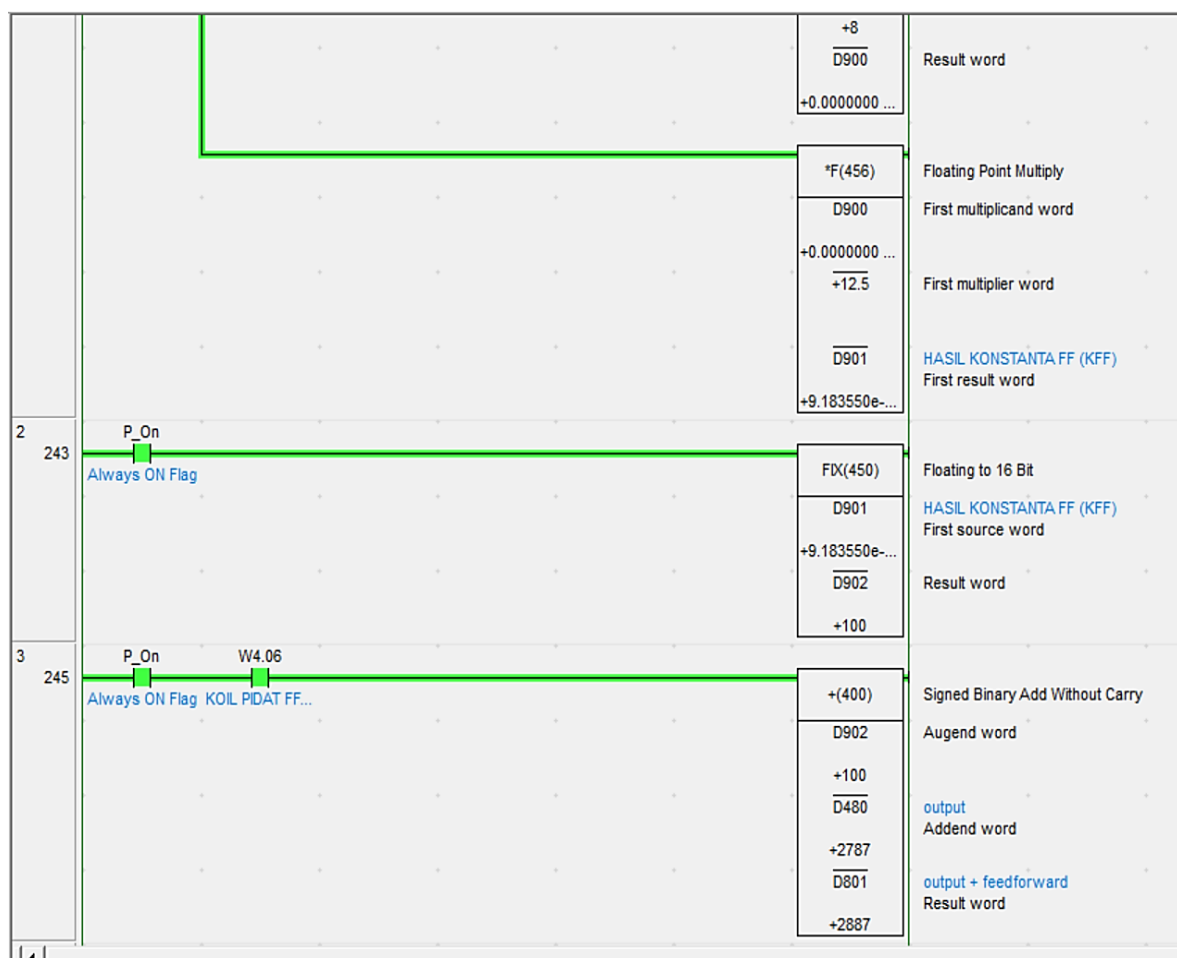 +8
D900 Result word
+0.0000000 ...
*F(456) Floating Point Multiply
D900 First multiplicand word
+0.0000000 ...
+12.5 First multiplier word
D901 HASIL KONSTANTA FF (KFF)
First result word
+9.183550e-...
2 P_On
243
Always ON Flag
FIX(450) Floating to 16 Bit
D901 HASIL KONSTANTA FF (KFF)
First source word
+9.183550e-...
D902 Result word
+100
3 P_On W4.06
245
Always ON Flag KOIL PIDAT FF...
+(400) Signed Binary Add Without Carry
D902 Augend word
+100
D480 output
Addend word
+2787
D801 output + feedforward
Result word
+2887